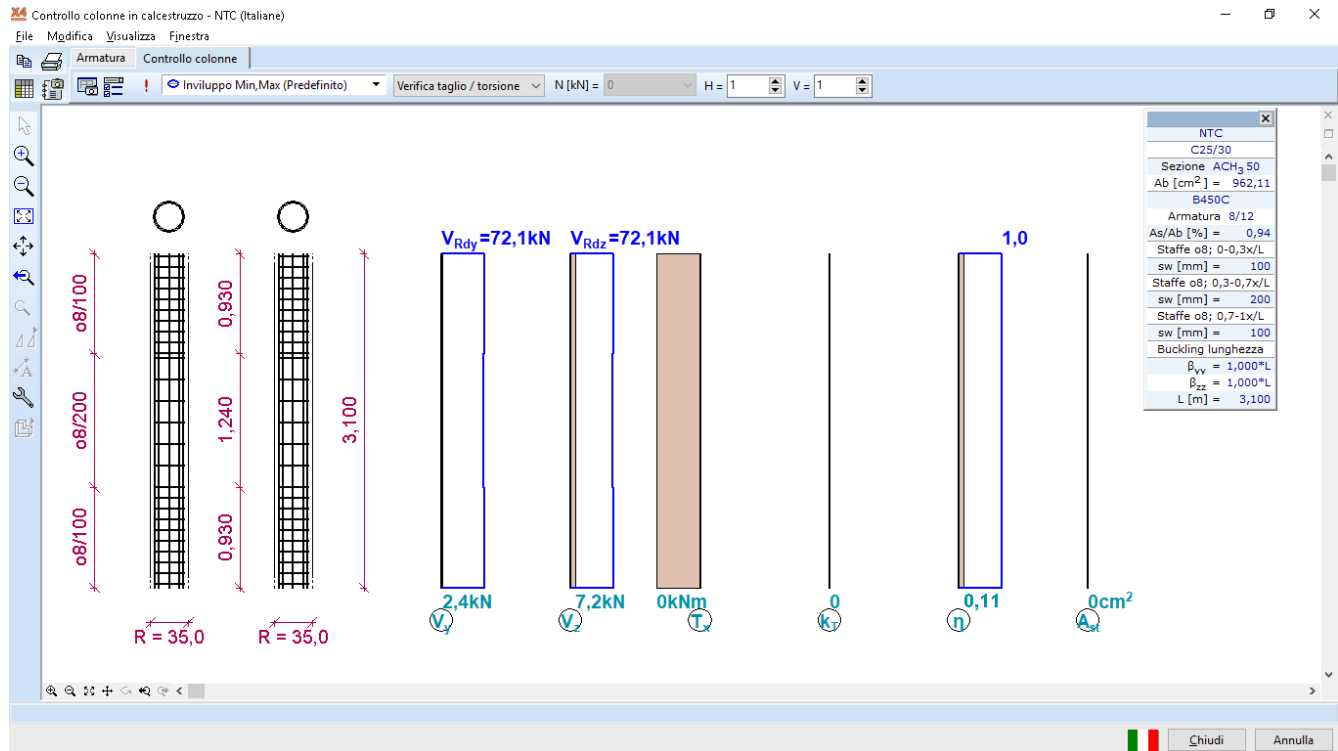 X4 Controllo colonne in calcestruzzo - NTC (Italiane)
File Modifica Visualizza Finestra
Armatura Controllo colonne
! Inviluppo Min,Max (Predefinito) Verifica taglio / torsione N [kN] = 0 H = 1 V = 1
NTC
C25/30
Sezione ACH3 50
Ab [cm²] = 962,11
B450C
Armatura 8/12
As/Ab [%] = 0,94
Staffe o8; 0-0,3x/L
sw [mm] = 100
Staffe o8; 0,3-0,7x/L
sw [mm] = 200
Staffe o8; 0,7-1x/L
sw [mm] = 100
Buckling lunghezza
βyy = 1,000*L
βzz = 1,000*L
L [m] = 3,100
VRdy=72,1kN VRdz=72,1kN 1,0
o8/100 0,930
o8/200 1,240 3,100
o8/100 0,930
2,4kN 7,2kN 0kNm 0 0,11 0cm²
Vy Vz Tx kT η Ast
R = 35,0 R = 35,0
Chiudi Annulla